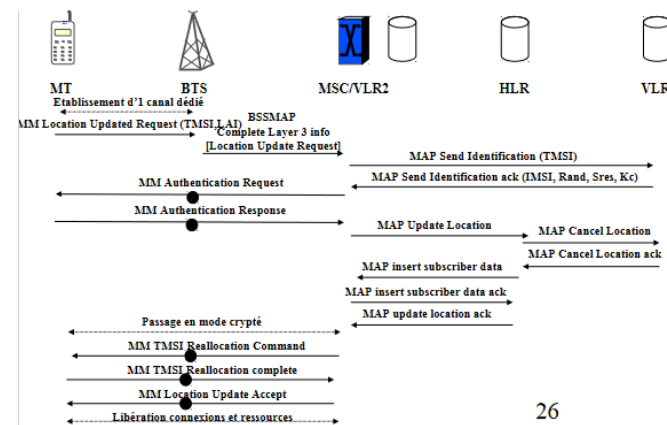 MT
BTS
MSC/VLR2
HLR
VLR
Etablissement d'1 canal dédié
MM Location Updated Request (TMSI,LAI)
BSSMAP
Complete Layer 3 info
[Location Update Request]
MAP Send Identification (TMSI)
MAP Send Identification ack (IMSI, Rand, Sres, Kc)
MM Authentication Request
MM Authentication Response
MAP Update Location
MAP Cancel Location
MAP Cancel Location ack
MAP insert subscriber data
MAP insert subscriber data ack
Passage en mode crypté
MAP update location ack
MM TMSI Reallocation Command
MM TMSI Reallocation complete
MM Location Update Accept
Libération connexions et ressources
26